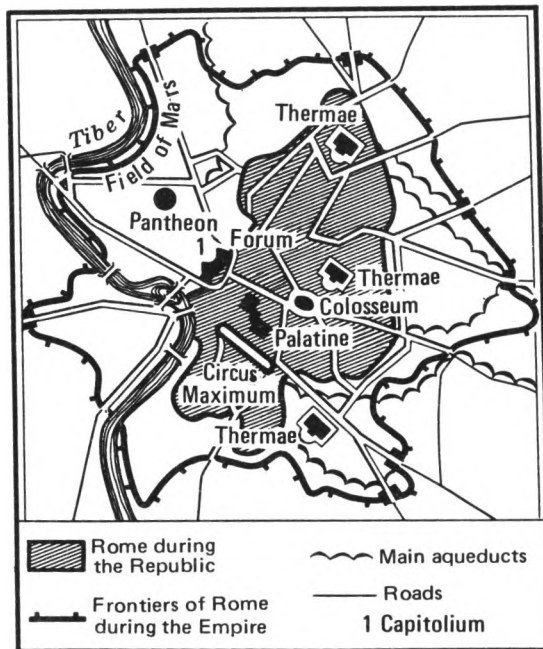 Tiber
Field of Mars
Thermae
Pantheon
1
Forum
Thermae
Colosseum
Palatine
Circus
Maximum
Thermae
Rome during
the Republic
Frontiers of Rome
during the Empire
Main aqueducts
Roads
1 Capitolium